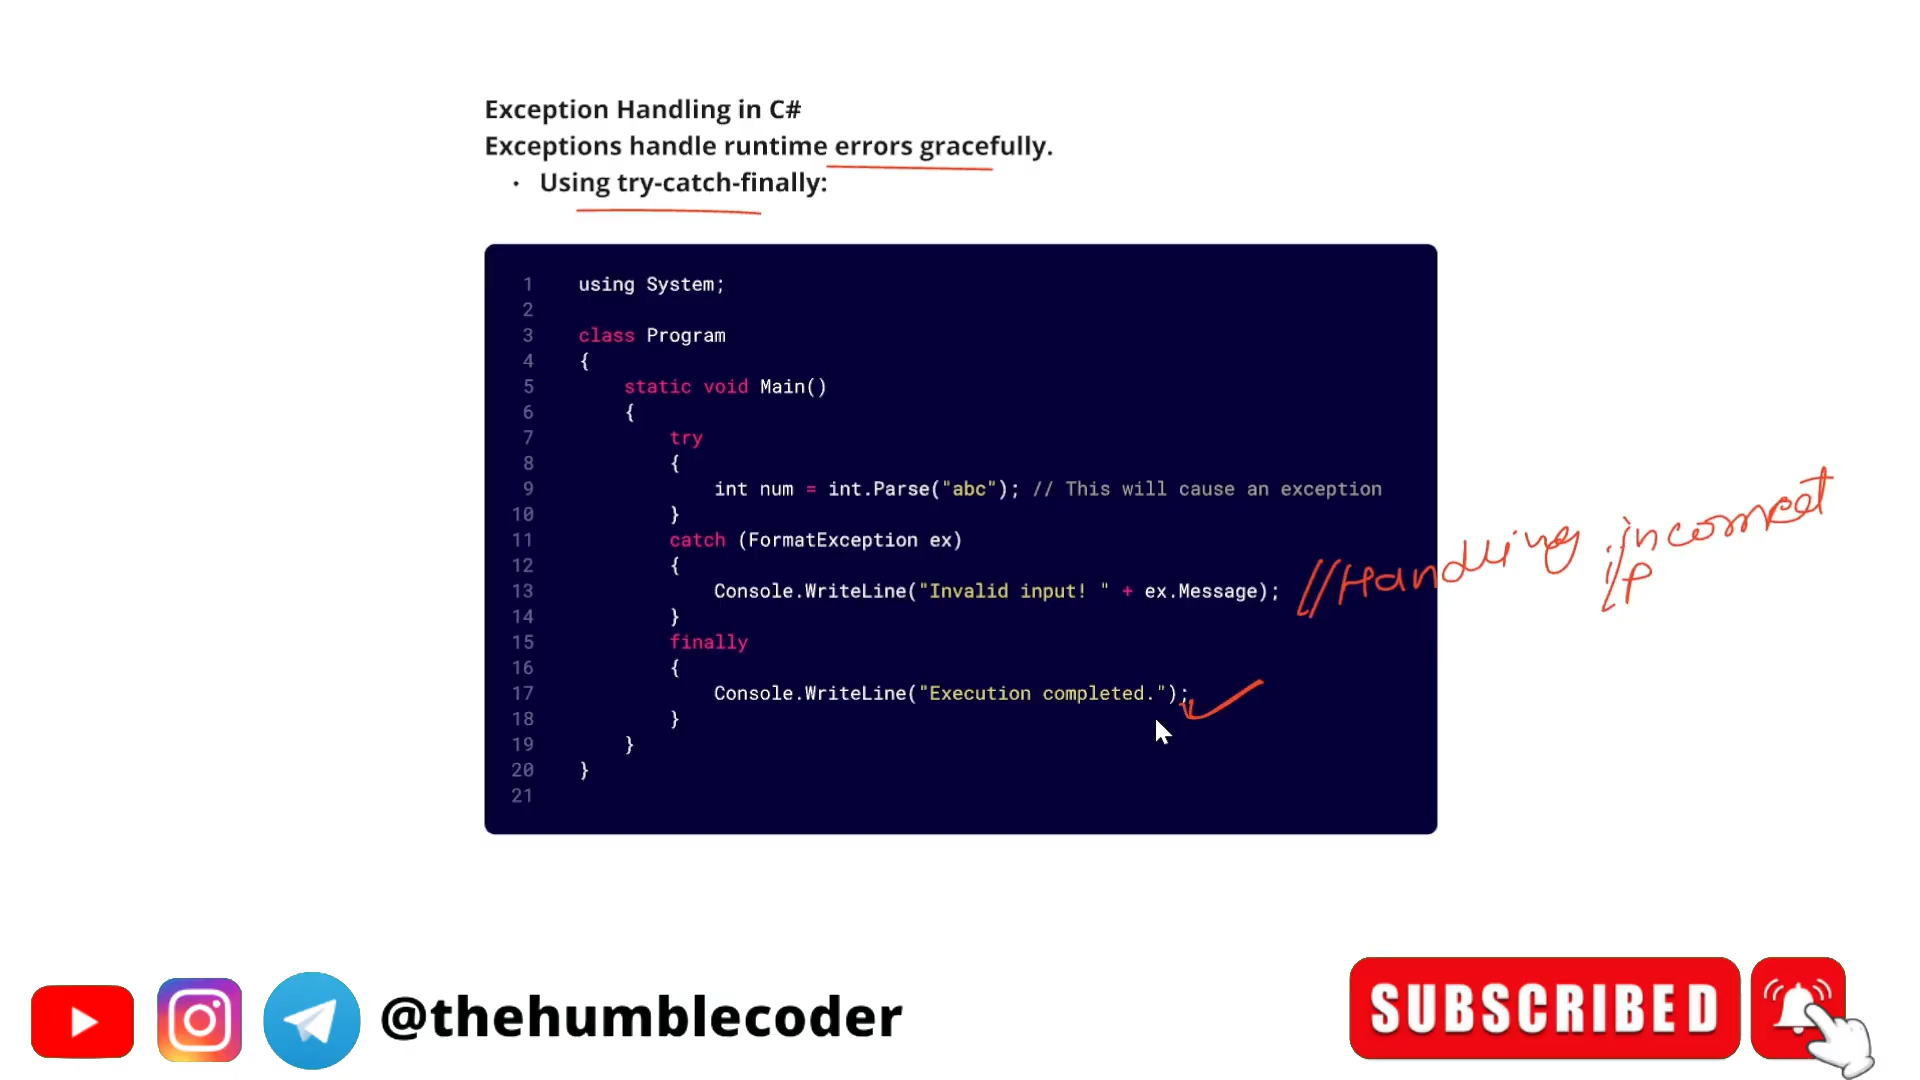 Exception Handling in C#
Exceptions handle runtime errors gracefully.
· Using try-catch-finally:
1 using System;
2
3 class Program
4 {
5 static void Main()
6 {
7 try
8 {
9 int num = int.Parse("abc"); // This will cause an exception
10 }
11 catch (FormatException ex)
12 {
13 Console.WriteLine("Invalid input! " + ex.Message); //Handling incorrect
i/p
14 }
15 finally
16 {
17 Console.WriteLine("Execution completed.");
18 }
19 }
20 }
21
@thehumblecoder
SUBSCRIBED